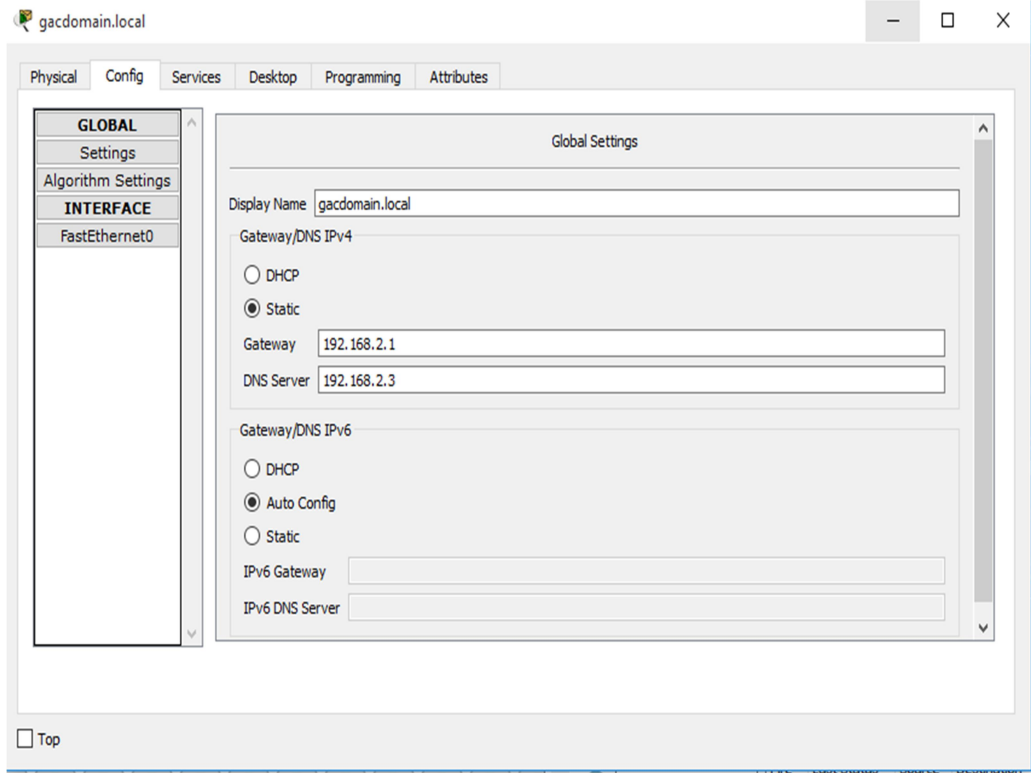 gacdomain.local
Physical Config Services Desktop Programming Attributes
GLOBAL
Settings
Algorithm Settings
INTERFACE
FastEthernet0
Global Settings
Display Name gacdomain.local
Gateway/DNS IPv4
DHCP
Static
Gateway 192.168.2.1
DNS Server 192.168.2.3
Gateway/DNS IPv6
DHCP
Auto Config
Static
IPv6 Gateway
IPv6 DNS Server
Top